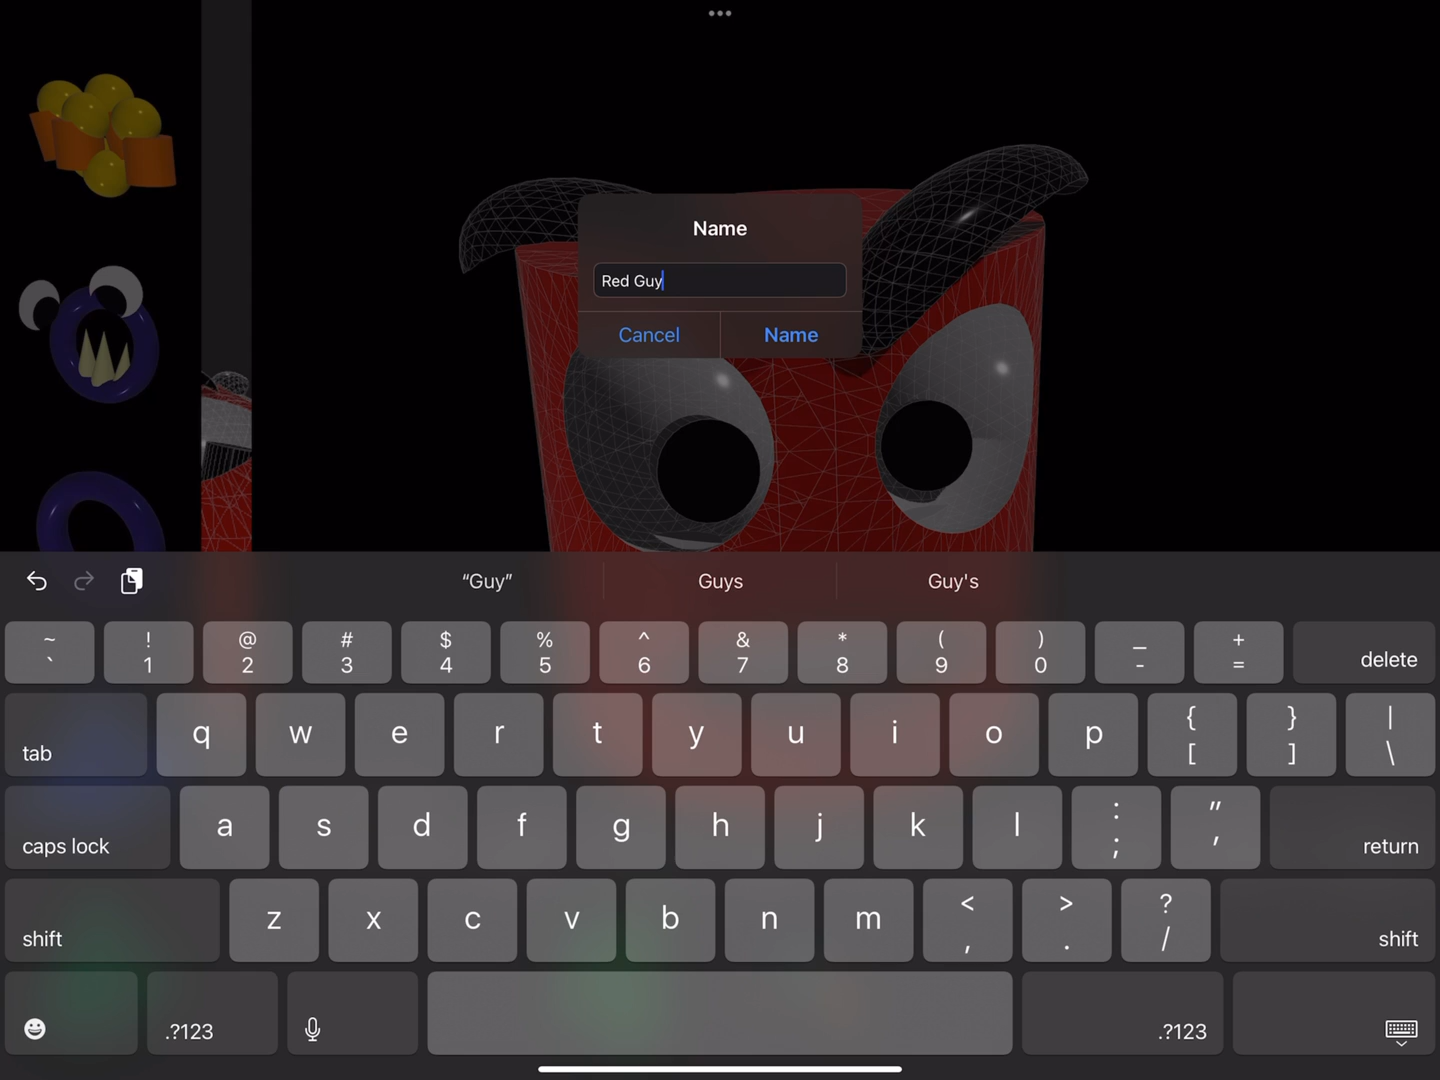 Name
Red Guy
Cancel Name
“Guy” Guys Guy's
~ ! @ # $ % ^ & * ( ) _ +
` 1 2 3 4 5 6 7 8 9 0 - = delete
tab q w e r t y u i o p { [ } ] | \
caps lock a s d f g h j k l : ; " ' return
shift z x c v b n m < , > . ? / shift
.?123 .?123